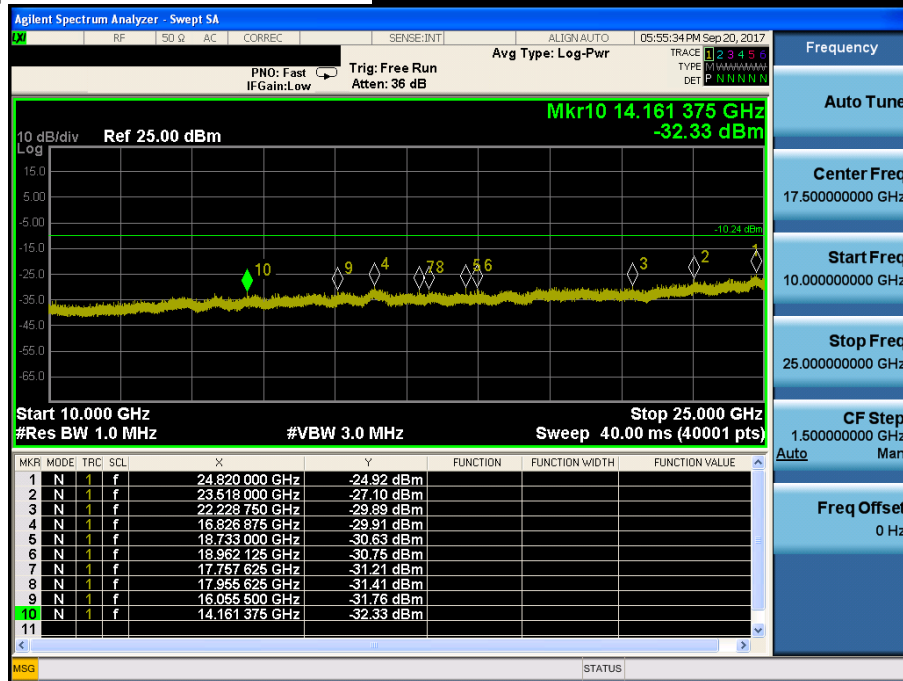 Agilent Spectrum Analyzer - Swept SA
LXI RF 50 Ω AC CORREC SENSE:INT ALIGN AUTO 05:55:34 PM Sep 20, 2017
Avg Type: Log-Pwr
TRACE 1 2 3 4 5 6
TYPE M WWWWW
DET P N N N N N
PNO: Fast
IFGain:Low
Trig: Free Run
Atten: 36 dB
Mkr10 14.161 375 GHz
-32.33 dBm
10 dB/div Ref 25.00 dBm
Log
15.0
5.00
-5.00
-10.24 dBm
-15.0
-25.0
-35.0
-45.0
-55.0
-65.0
10 9 4 7 8 5 6 3 2 1
Start 10.000 GHz Stop 25.000 GHz
#Res BW 1.0 MHz #VBW 3.0 MHz Sweep 40.00 ms (40001 pts)
MKR MODE TRC SCL X Y FUNCTION FUNCTION WIDTH FUNCTION VALUE
1 N 1 f 24.820 000 GHz -24.92 dBm
2 N 1 f 23.518 000 GHz -27.10 dBm
3 N 1 f 22.228 750 GHz -29.89 dBm
4 N 1 f 16.826 875 GHz -29.91 dBm
5 N 1 f 18.733 000 GHz -30.63 dBm
6 N 1 f 18.962 125 GHz -30.75 dBm
7 N 1 f 17.757 625 GHz -31.21 dBm
8 N 1 f 17.955 625 GHz -31.41 dBm
9 N 1 f 16.055 500 GHz -31.76 dBm
10 N 1 f 14.161 375 GHz -32.33 dBm
11
MSG STATUS
Frequency
Auto Tune
Center Freq
17.500000000 GHz
Start Freq
10.000000000 GHz
Stop Freq
25.000000000 GHz
CF Step
1.500000000 GHz
Auto Man
Freq Offset
0 Hz